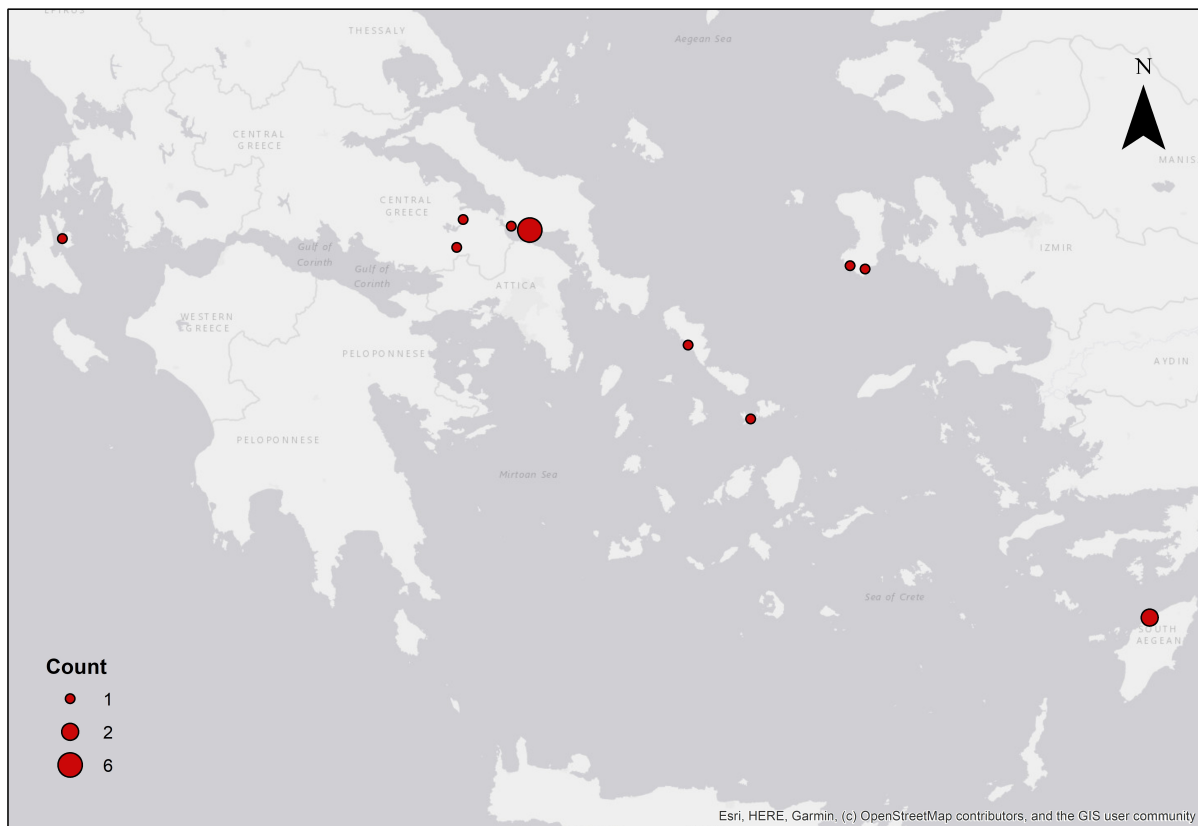 THESSALY
Aegean Sea
N
CENTRAL
GREECE
MANIS
CENTRAL
GREECE
Gulf of
Corinth
IZMIR
Gulf of
Corinth
ATTICA
WESTERN
GREECE
PELOPONNESE
AYDIN
PELOPONNESE
Mirtoan Sea
Sea of Crete
SOUTH
AEGEAN
Count
1
2
6
Esri, HERE, Garmin, (c) OpenStreetMap contributors, and the GIS user community